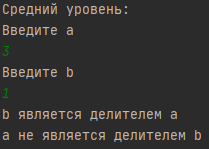 Средний уровень:
Введите a
3
Введите b
1
b является делителем a
a не является делителем b